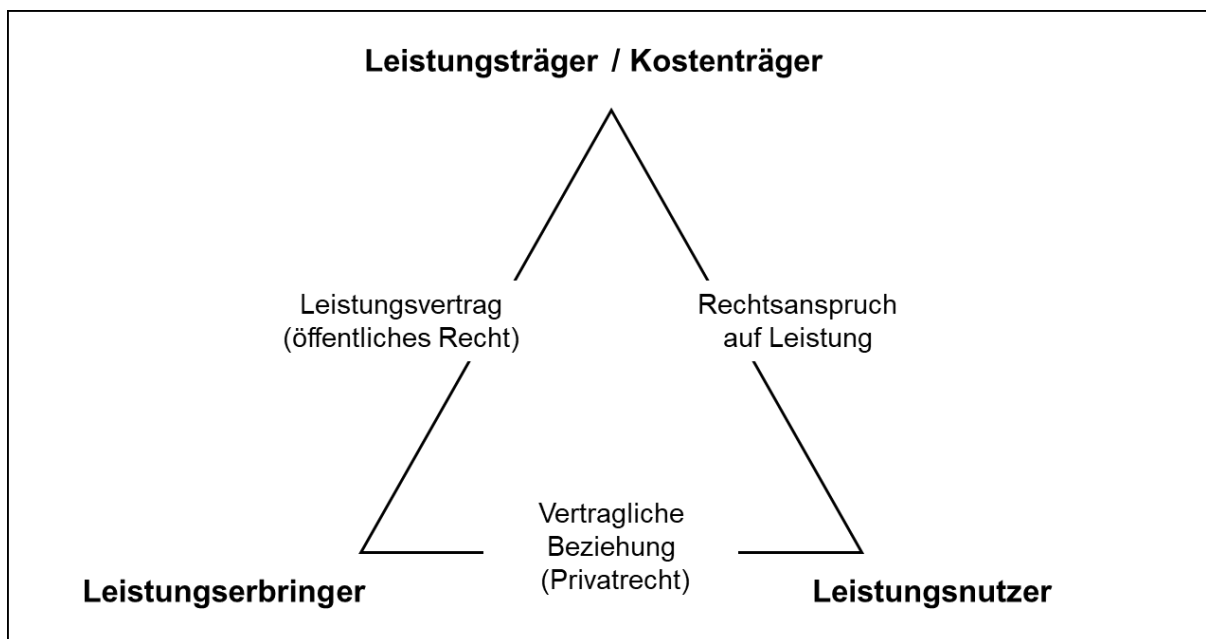 Leistungsträger / Kostenträger
Leistungsvertrag
(öffentliches Recht)
Rechtsanspruch
auf Leistung
Vertragliche
Beziehung
(Privatrecht)
Leistungserbringer
Leistungsnutzer